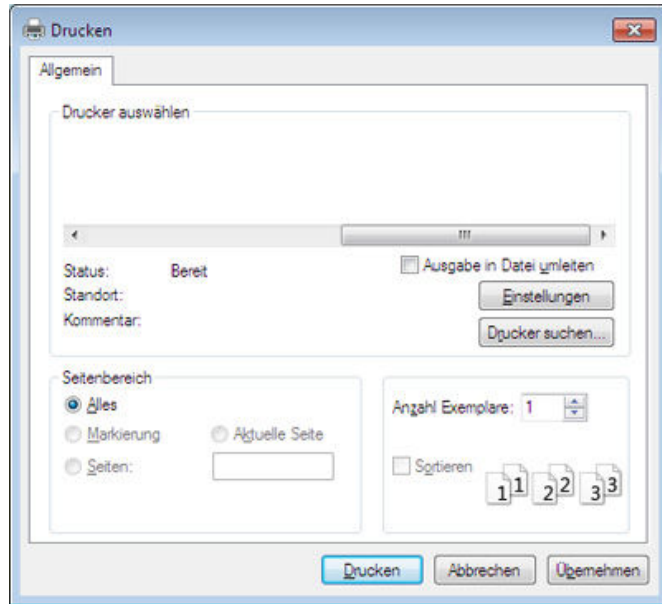 Drucken
Allgemein
Drucker auswählen
Status: Bereit
Ausgabe in Datei umleiten
Standort:
Einstellungen
Kommentar:
Drucker suchen...
Seitenbereich
Alles
Markierung
Aktuelle Seite
Seiten:
Anzahl Exemplare: 1
Sortieren
1 1 2 2 3 3
Drucken
Abbrechen
Übernehmen